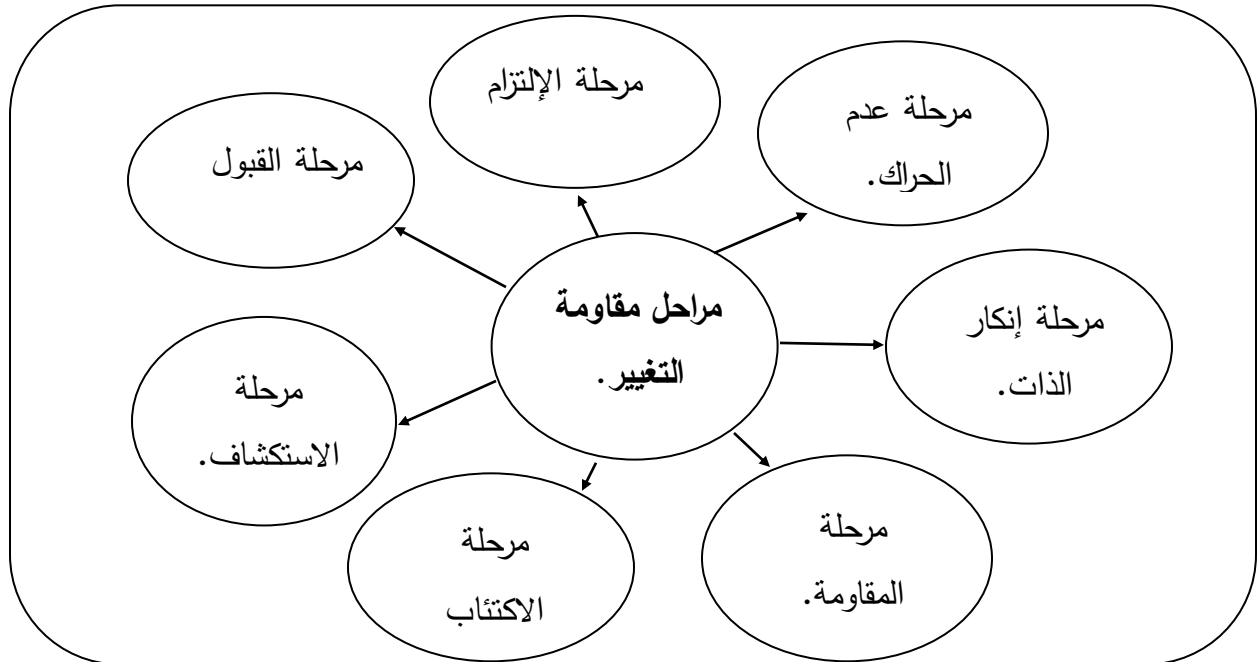 مرحلة الإلتزام
مرحلة عدم
الحراك.
مرحلة القبول
مراحل مقاومة
التغيير.
مرحلة إنكار
الذات.
مرحلة
الاستكشاف.
مرحلة
المقاومة.
مرحلة
الاكتئاب